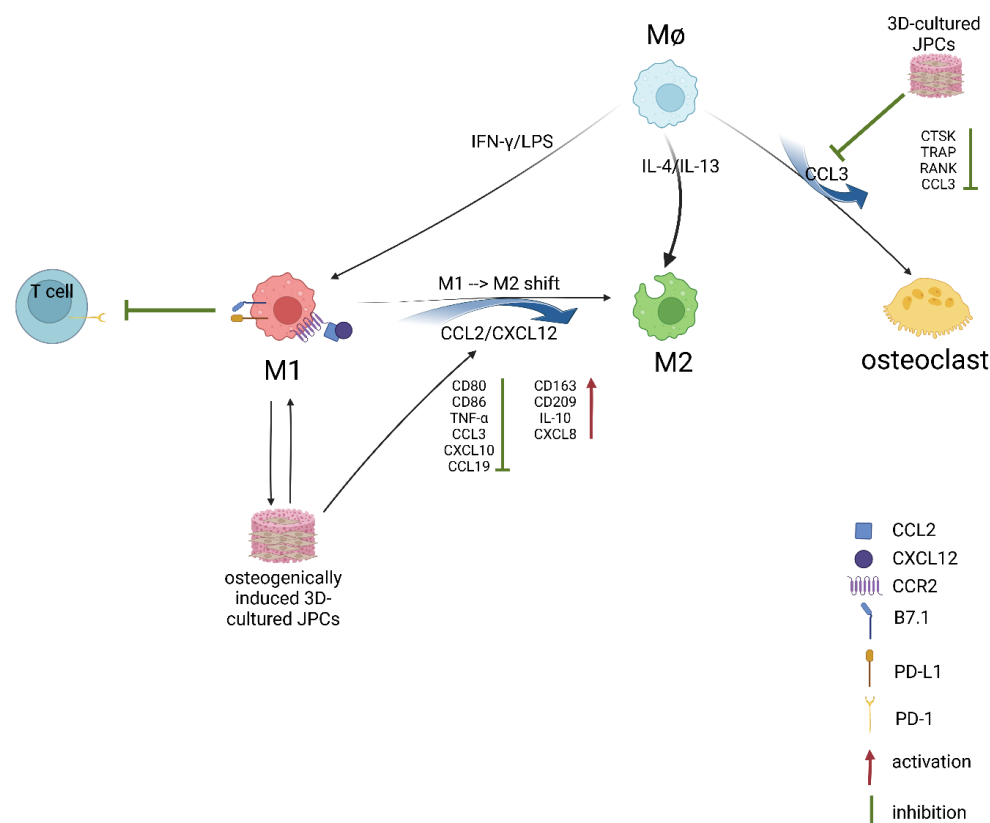 Mø
3D-cultured
JPCs
IFN-γ/LPS
IL-4/IL-13
CCL3
CTSK
TRAP
RANK
CCL3
T cell
M1 --> M2 shift
CCL2/CXCL12
M1
M2
osteoclast
CD80
CD86
TNF-α
CCL3
CXCL10
CCL19
CD163
CD209
IL-10
CXCL8
osteogenically
induced 3D-
cultured JPCs
CCL2
CXCL12
CCR2
B7.1
PD-L1
PD-1
activation
inhibition